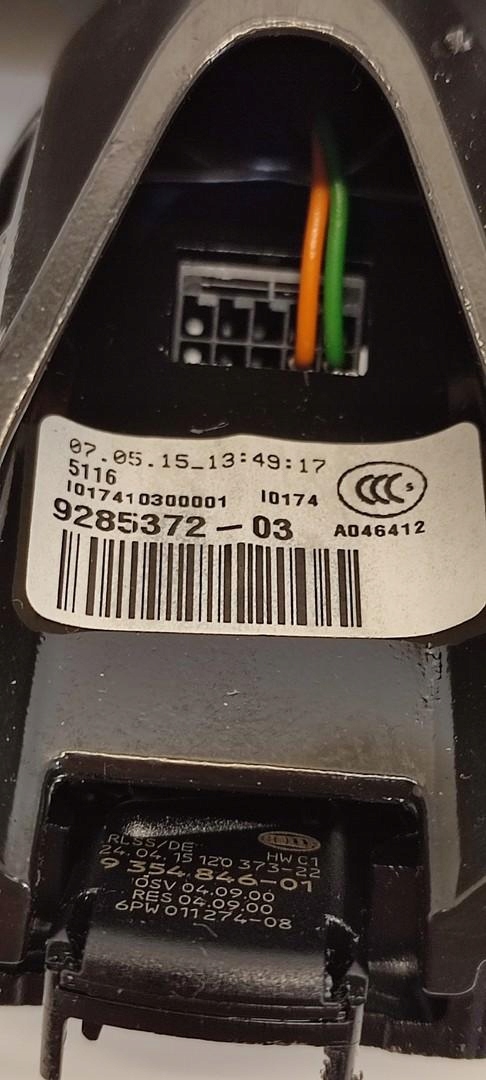 07.05.15_13:49:17
5116
I017410300001 I0174
9285372-03
CCC S
A046412
RLSS/DE HW C1
24.04.15 120 373-22
9 354 846-01
OSV 04.09.00
RES 04.09.00
6PW 011274-08